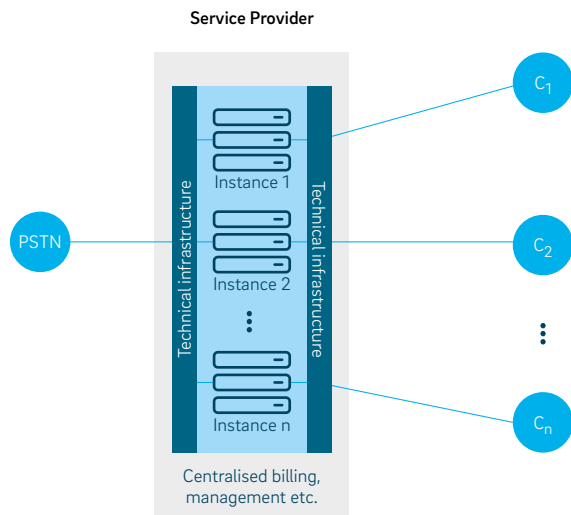 Service Provider
C1
Instance 1
Technical infrastructure
Technical infrastructure
PSTN
C2
Instance 2
Instance n
Cn
Centralised billing,
management etc.